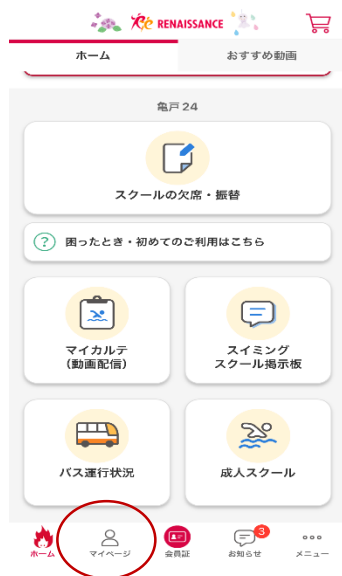 RENAISSANCE
ホーム
おすすめ動画
亀戸24
スクールの欠席・振替
? 困ったとき・初めてのご利用はこちら
マイカルテ
(動画配信)
スイミング
スクール掲示板
バス運行状況
成人スクール
3
ホーム
マイページ
会員証
お知らせ
メニュー